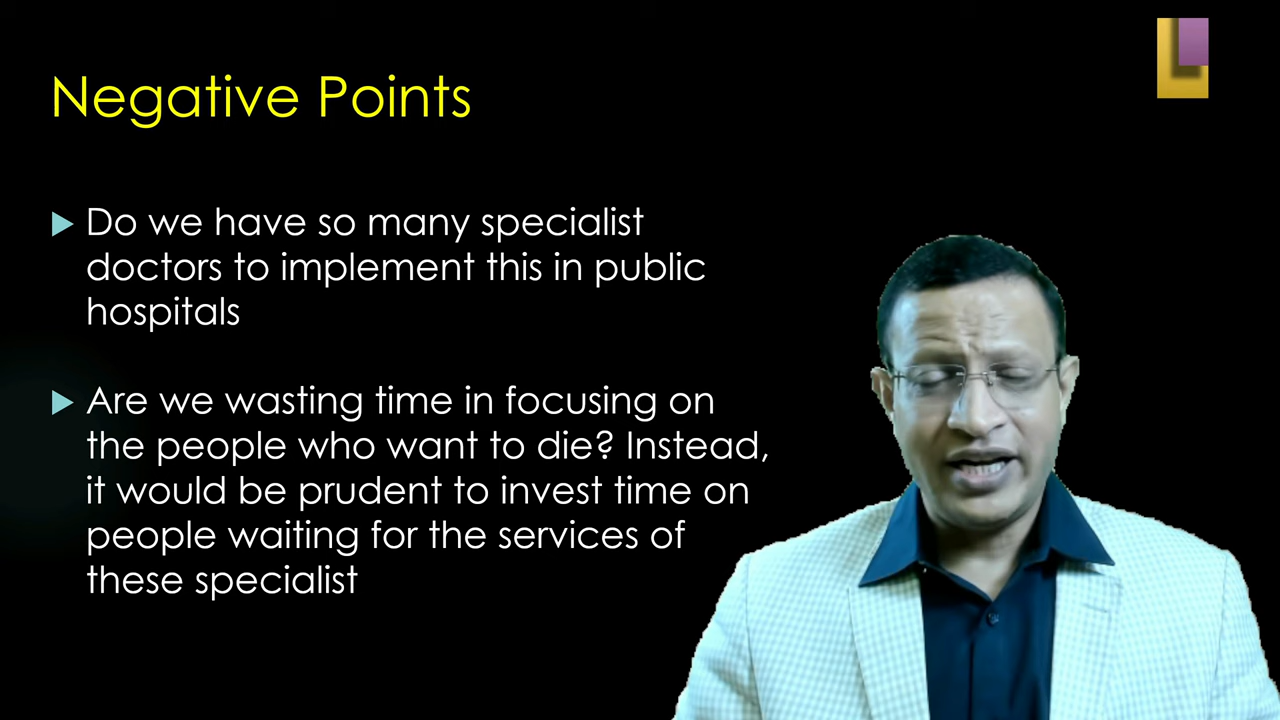 Negative Points
Do we have so many specialist
doctors to implement this in public
hospitals
Are we wasting time in focusing on
the people who want to die? Instead,
it would be prudent to invest time on
people waiting for the services of
these specialist